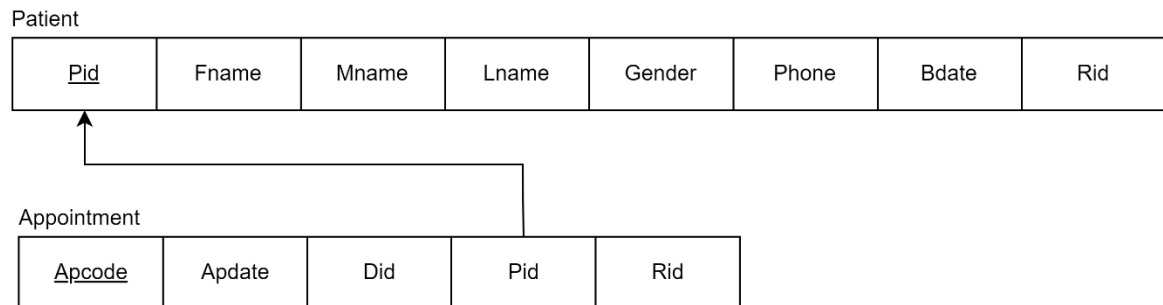 Patient
Pid Fname Mname Lname Gender Phone Bdate Rid
Appointment
Apcode Apdate Did Pid Rid